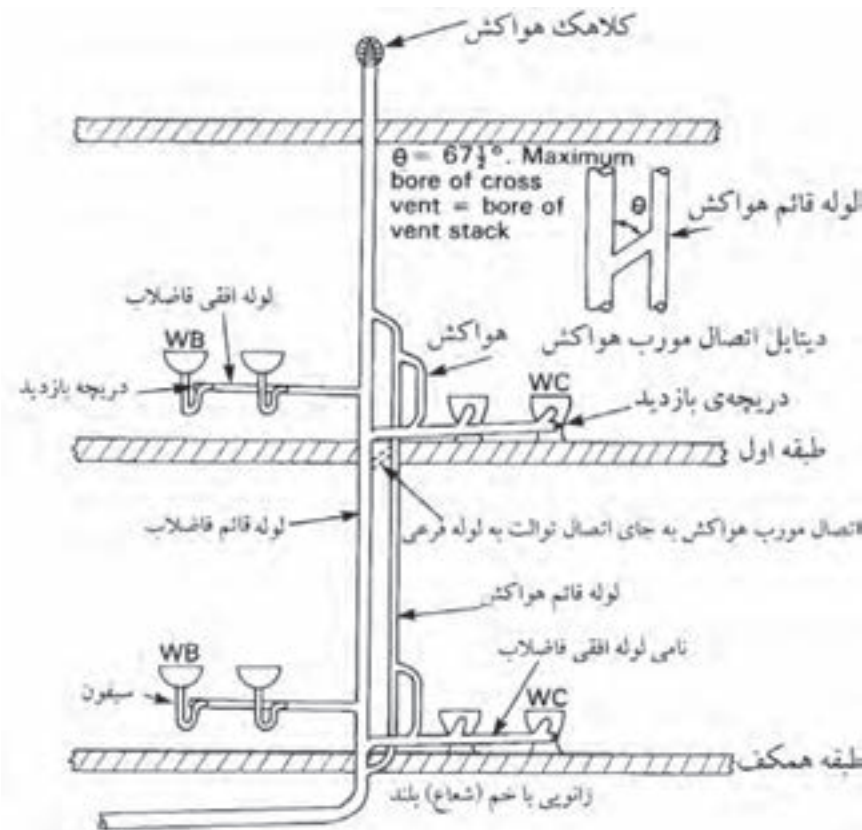 کلاهک هواکش
θ = 67½°. Maximum
bore of cross
vent = bore of
vent stack
θ
لوله قائم هواکش
دیتایل اتصال مورب هواکش
لوله افقی فاضلاب
WB
هواکش
دریچه بازدید
WC
دریچه‌ی بازدید
طبقه اول
لوله قائم فاضلاب
اتصال مورب هواکش به جای اتصال توالت به لوله فرعی
لوله قائم هواکش
WB
نامی لوله افقی فاضلاب
سیفون
WC
طبقه همکف
زانویی با خم (شعاع) بلند